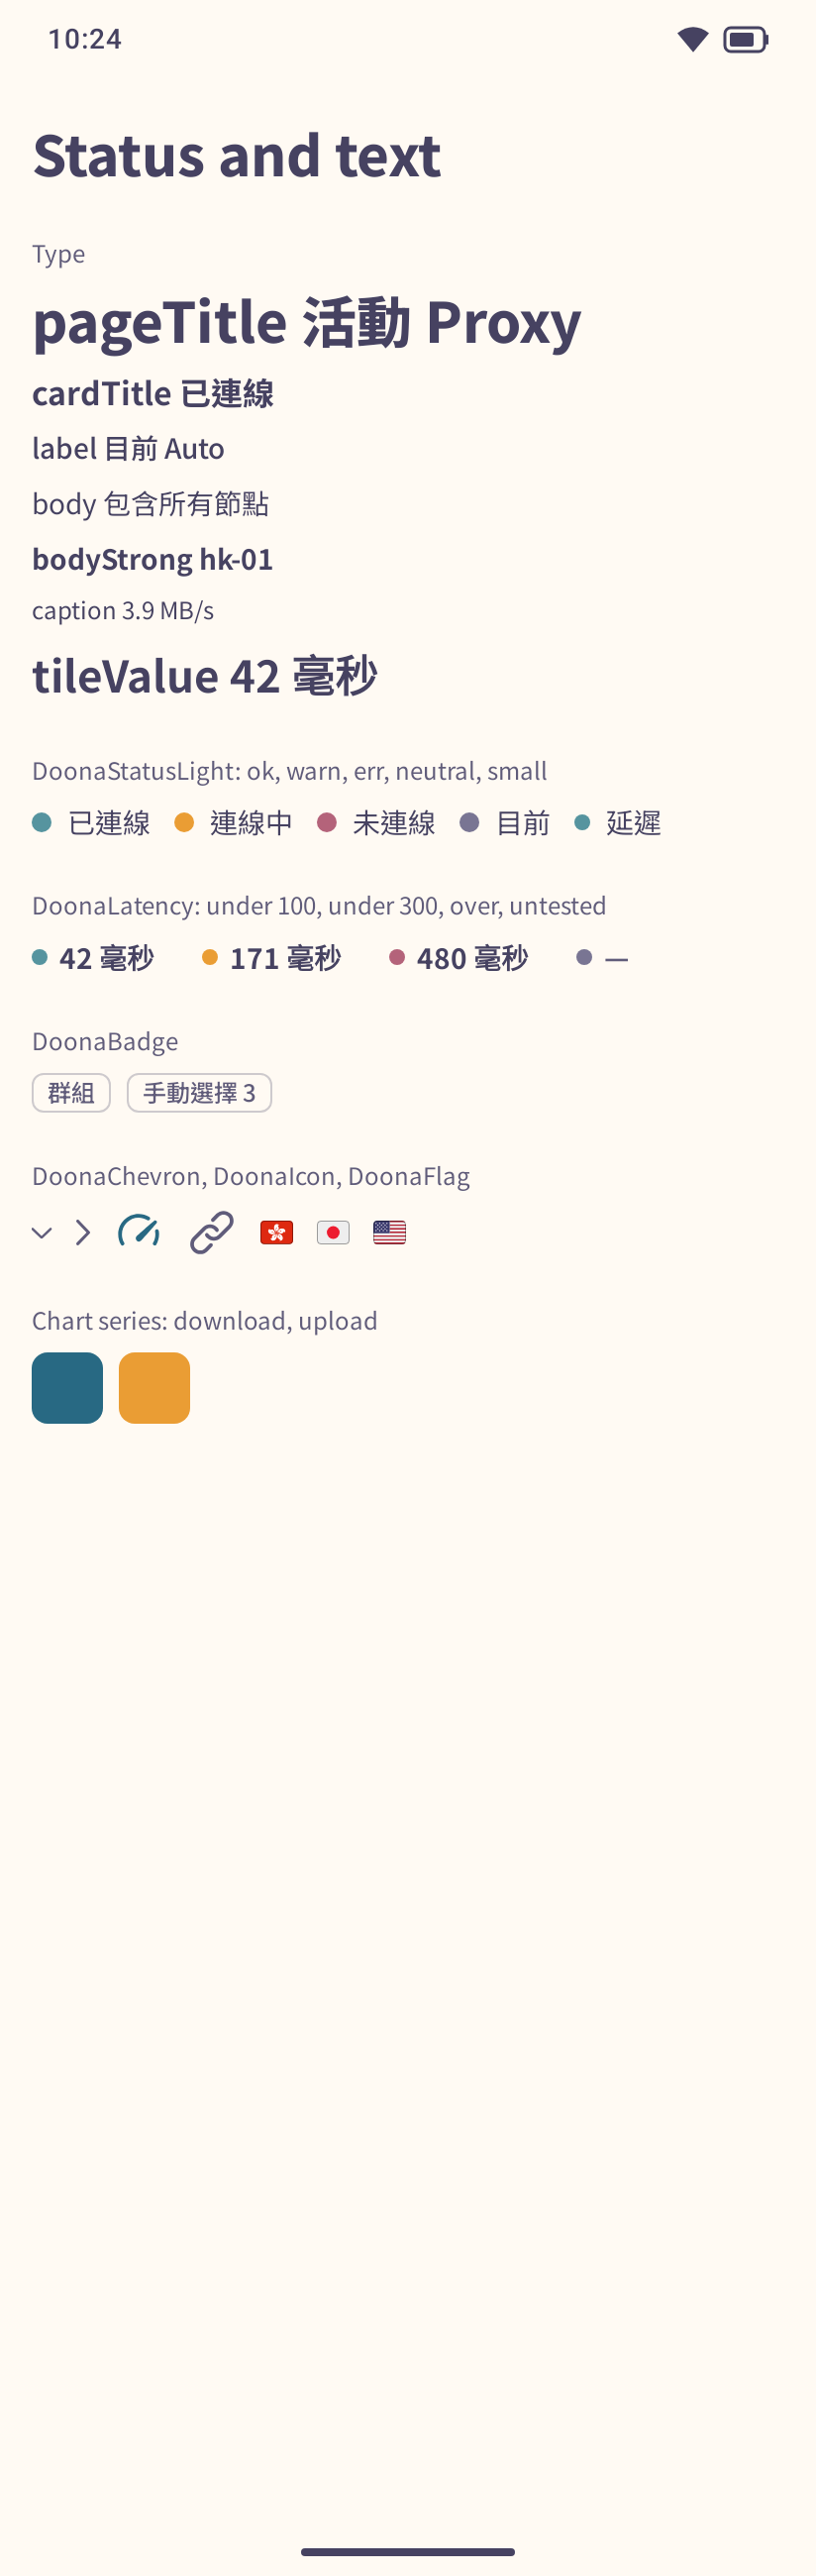 10:24
Status and text
Type
pageTitle 活動 Proxy
cardTitle 已連線
label 目前 Auto
body 包含所有節點
bodyStrong hk-01
caption 3.9 MB/s
tileValue 42 毫秒
DoonaStatusLight: ok, warn, err, neutral, small
已連線 連線中 未連線 目前 延遲
DoonaLatency: under 100, under 300, over, untested
42 毫秒 171 毫秒 480 毫秒 —
DoonaBadge
群組 手動選擇 3
DoonaChevron, DoonaIcon, DoonaFlag
Chart series: download, upload